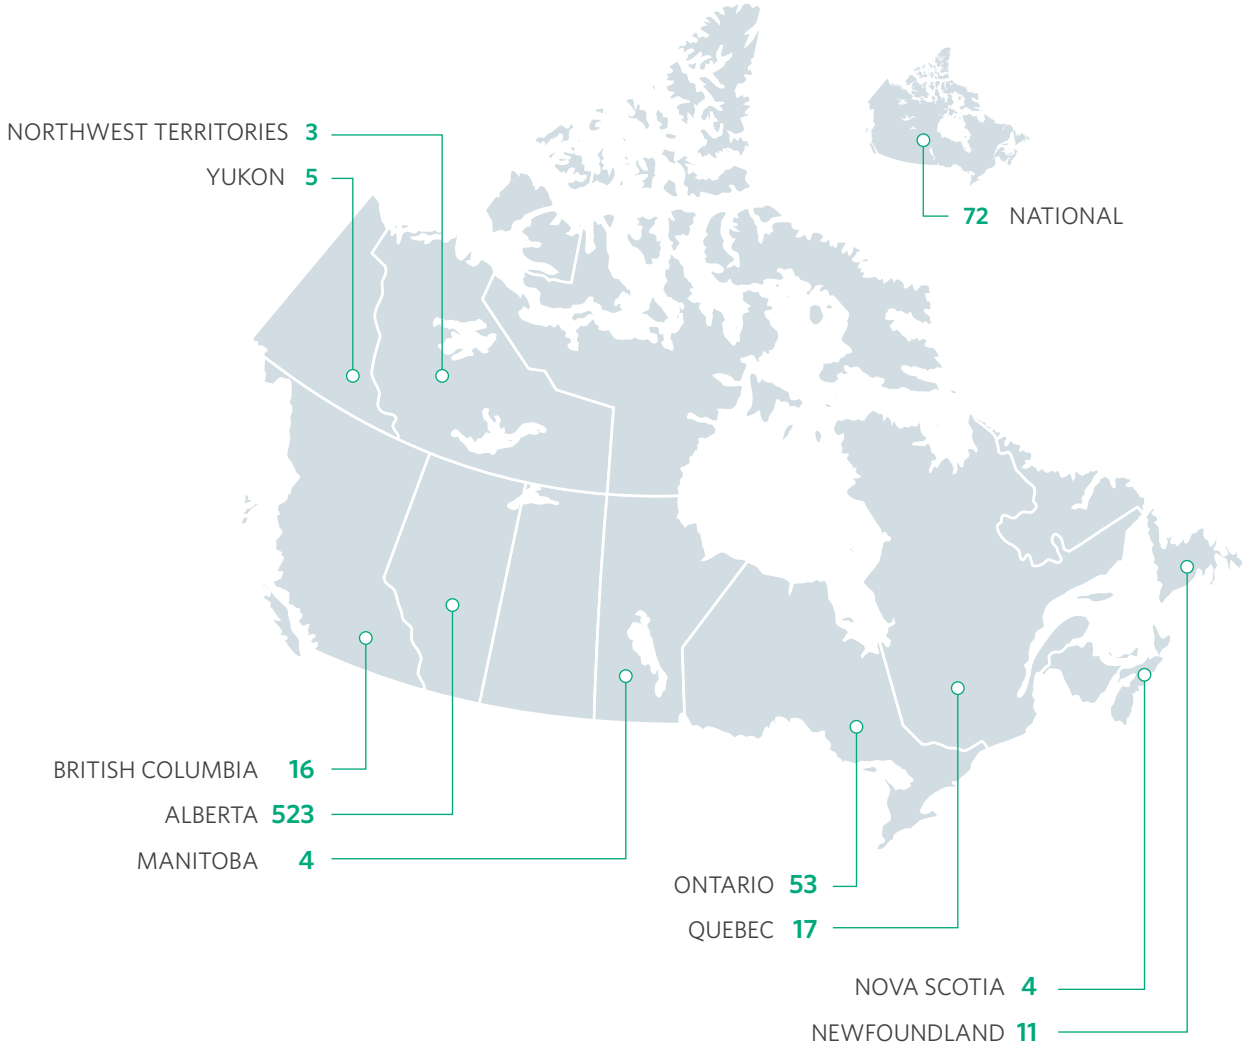 NORTHWEST TERRITORIES 3
YUKON 5
72 NATIONAL
BRITISH COLUMBIA 16
ALBERTA 523
MANITOBA 4
ONTARIO 53
QUEBEC 17
NOVA SCOTIA 4
NEWFOUNDLAND 11